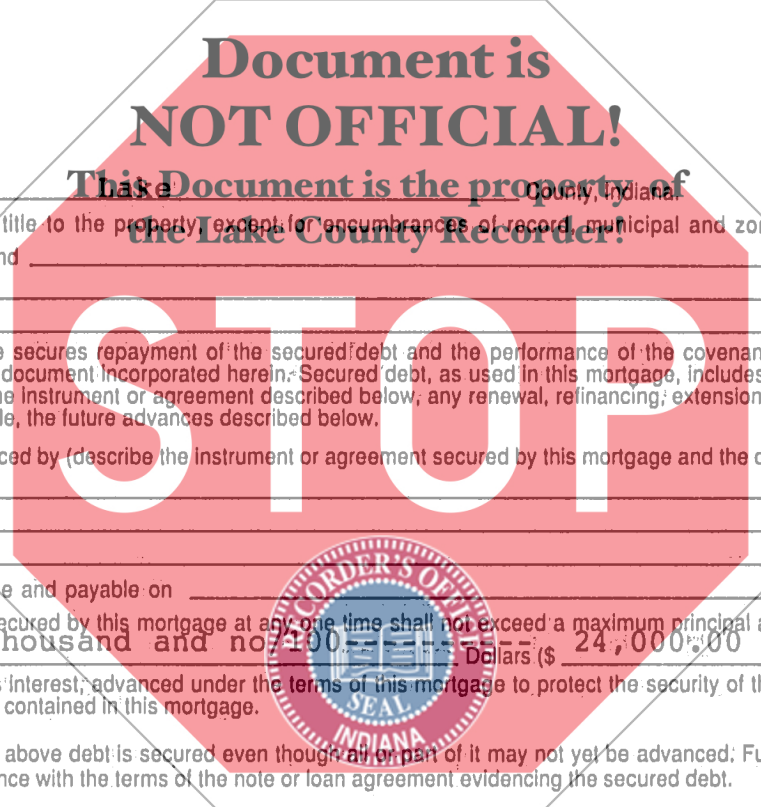 Document is
NOT OFFICIAL!
This Document is the property of
the Lake County Recorder!
Lake County, Indiana.
title to the property, except for encumbrances of record, municipal and zo
nd
STOP
e secures repayment of the secured debt and the performance of the covenan
document incorporated herein. Secured debt, as used in this mortgage, includes
e instrument or agreement described below, any renewal, refinancing, extension
le, the future advances described below.
ced by (describe the instrument or agreement secured by this mortgage and the d
e and payable on
ecured by this mortgage at any one time shall not exceed a maximum principal a
housand and no/100---------- Dollars ($ 24,000.00
s interest, advanced under the terms of this mortgage to protect the security of th
contained in this mortgage.
above debt is secured even though all or part of it may not yet be advanced. Fu
nce with the terms of the note or loan agreement evidencing the secured debt.
RECORDER'S OFFICE
SEAL
INDIANA